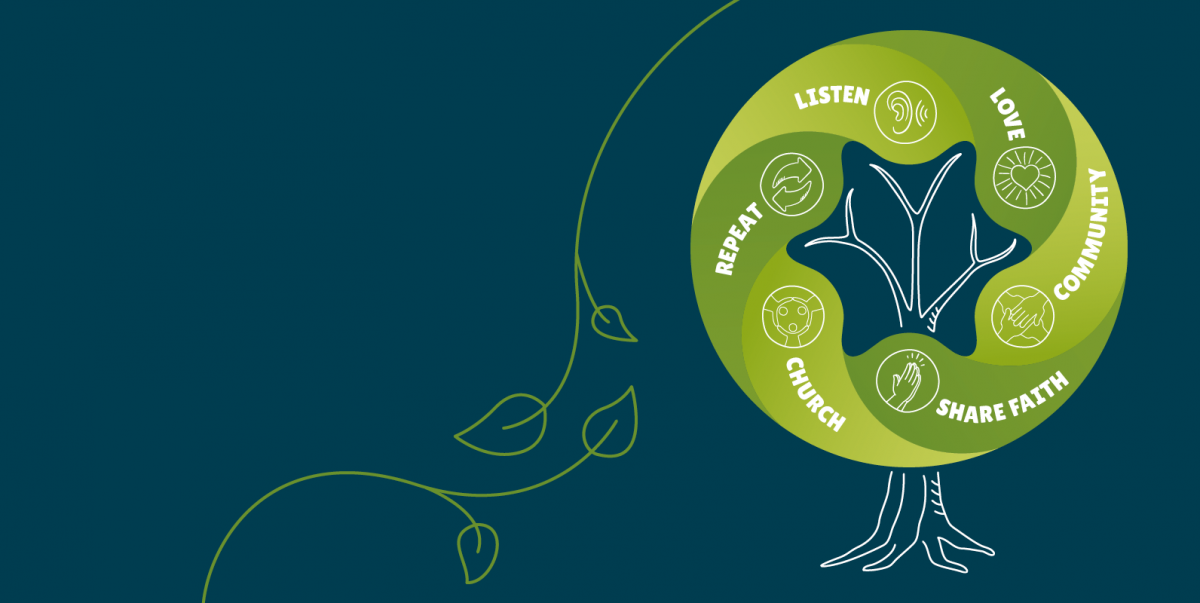 LISTEN
LOVE
COMMUNITY
SHARE FAITH
CHURCH
REPEAT